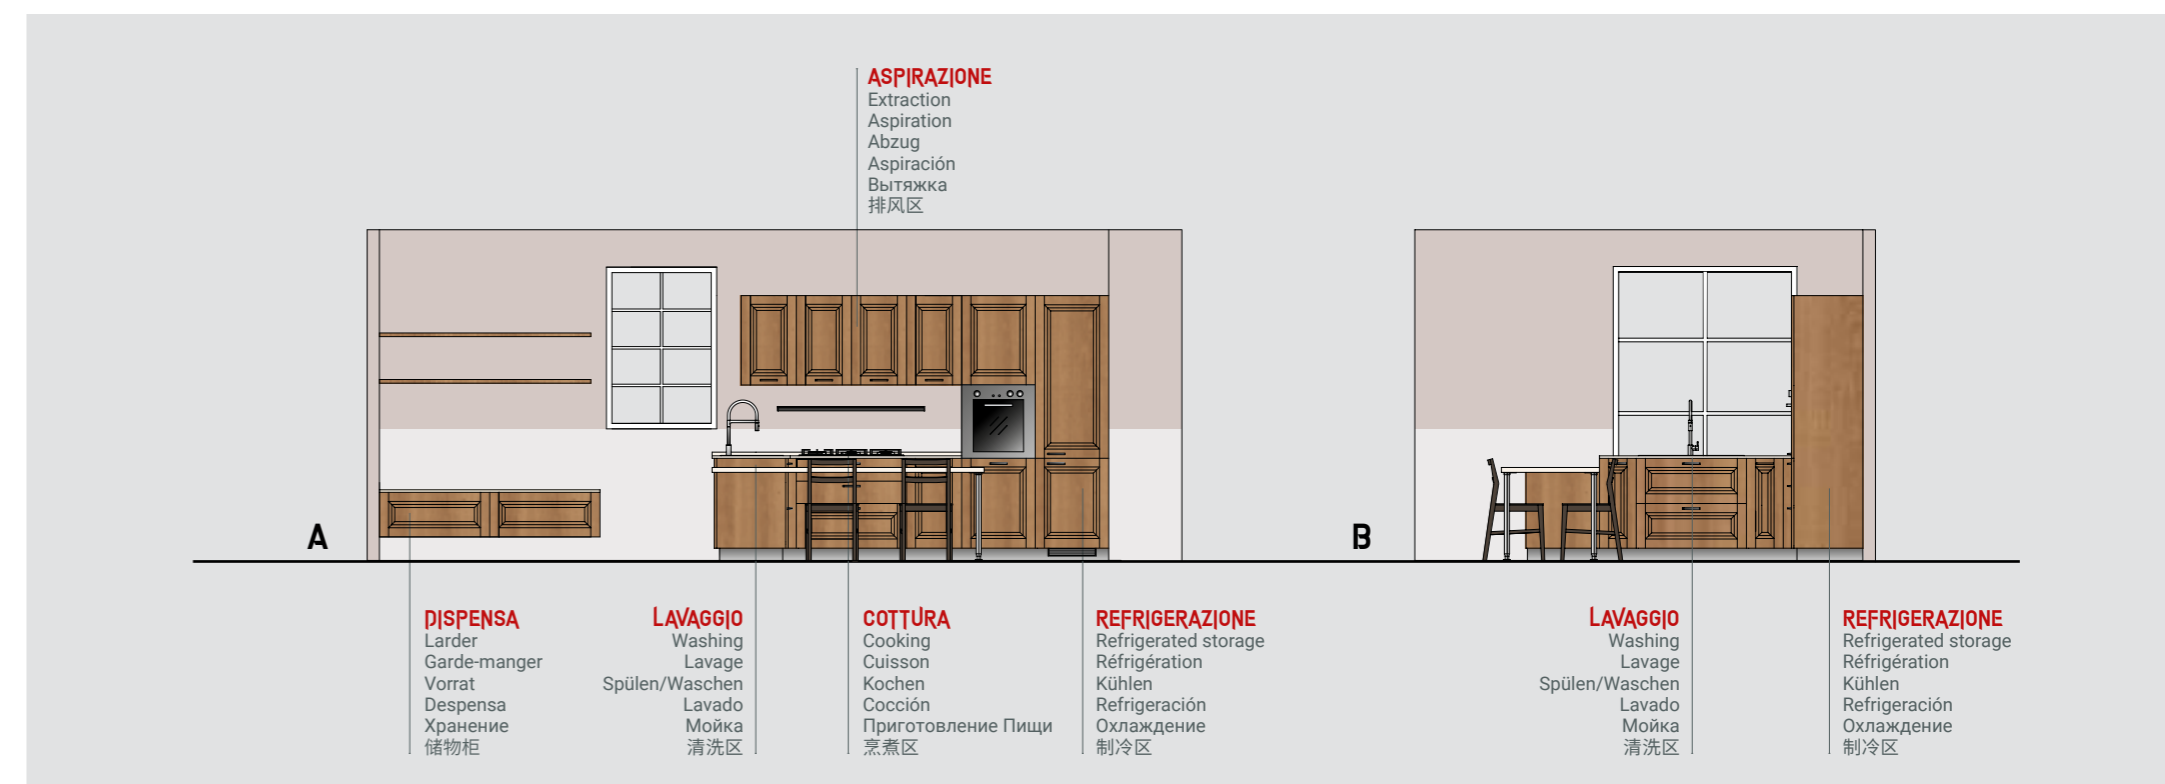 ASPIRAZIONE
Extraction
Aspiration
Abzug
Aspiración
Вытяжка
排风区
A
B
DISPENSA
Larder
Garde-manger
Vorrat
Despensa
Хранение
储物柜
LAVAGGIO
Washing
Lavage
Spülen/Waschen
Lavado
Мойка
清洗区
COTTURA
Cooking
Cuisson
Kochen
Cocción
Приготовление Пищи
烹煮区
REFRIGERAZIONE
Refrigerated storage
Réfrigération
Kühlen
Refrigeración
Охлаждение
制冷区
LAVAGGIO
Washing
Lavage
Spülen/Waschen
Lavado
Мойка
清洗区
REFRIGERAZIONE
Refrigerated storage
Réfrigération
Kühlen
Refrigeración
Охлаждение
制冷区